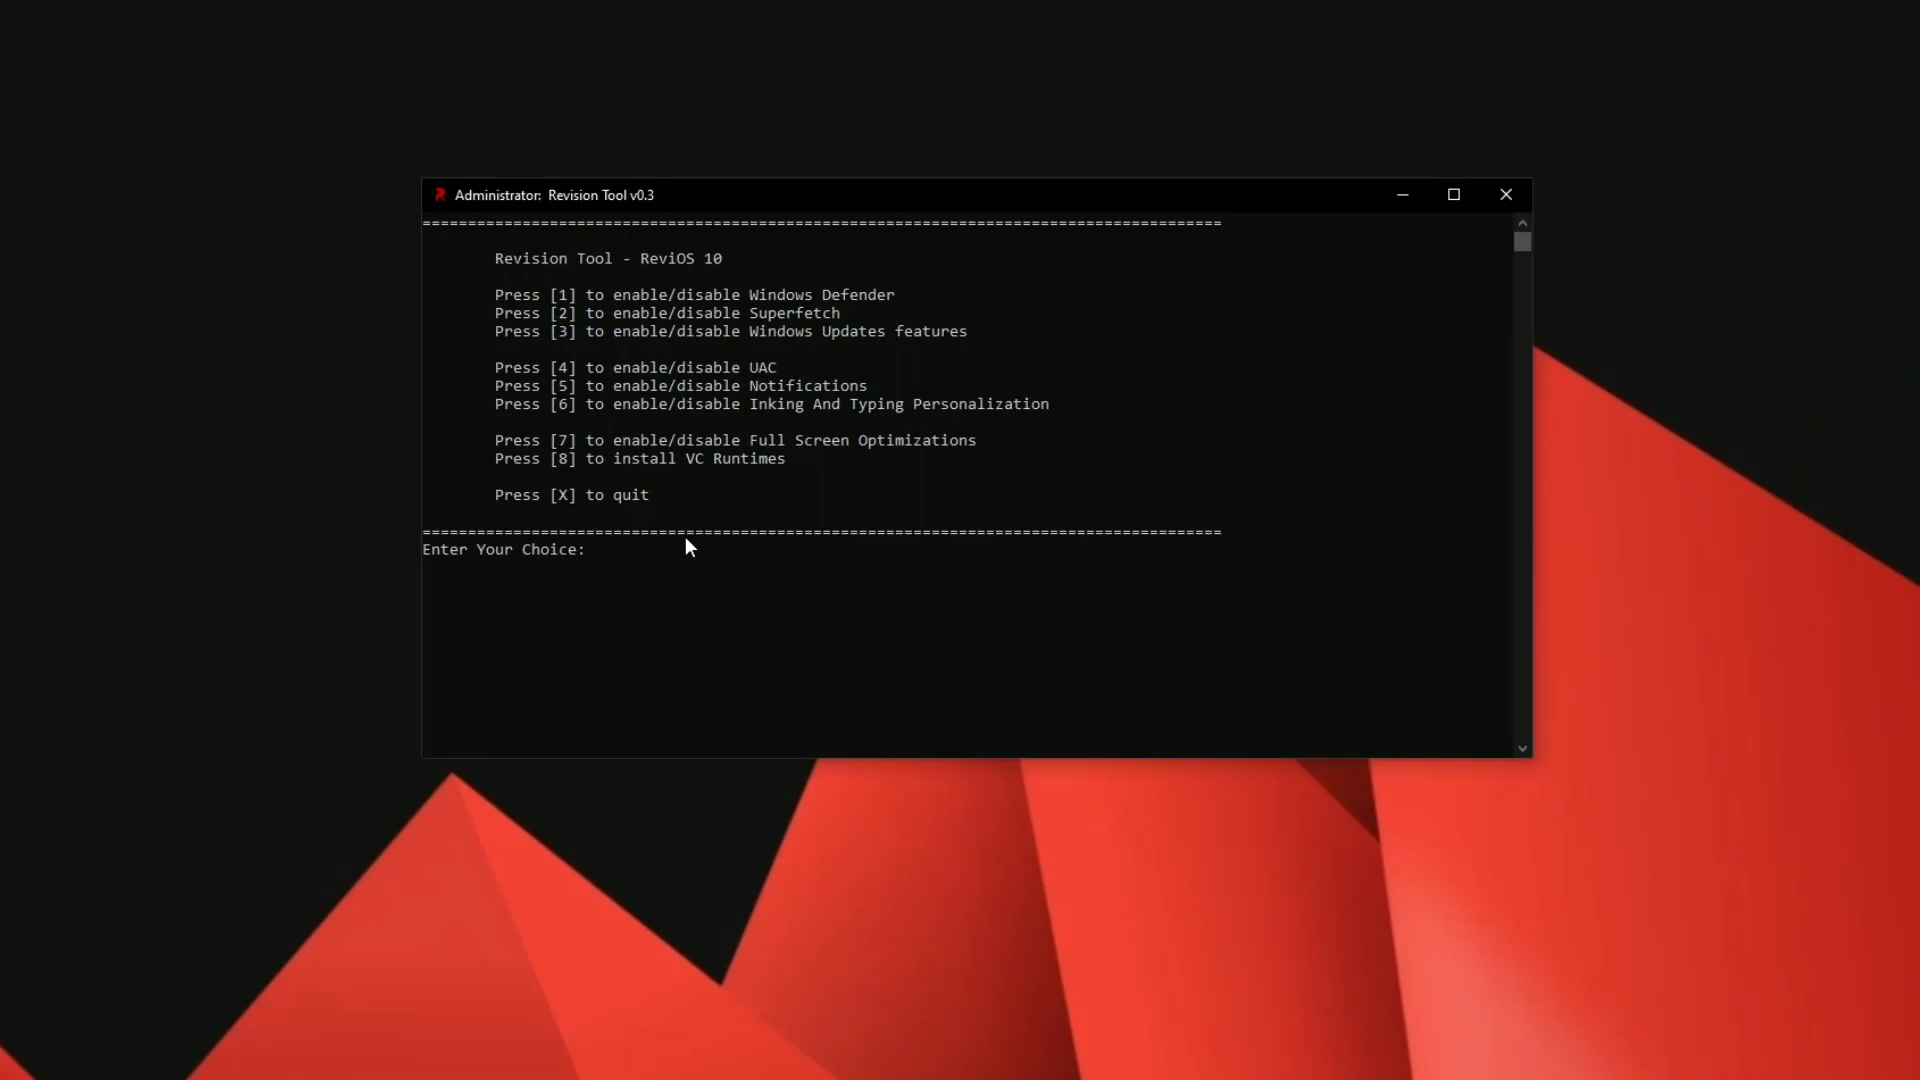 Administrator: Revision Tool v0.3
========================================================================================
Revision Tool - ReviOS 10
Press [1] to enable/disable Windows Defender
Press [2] to enable/disable Superfetch
Press [3] to enable/disable Windows Updates features
Press [4] to enable/disable UAC
Press [5] to enable/disable Notifications
Press [6] to enable/disable Inking And Typing Personalization
Press [7] to enable/disable Full Screen Optimizations
Press [8] to install VC Runtimes
Press [X] to quit
========================================================================================
Enter Your Choice: